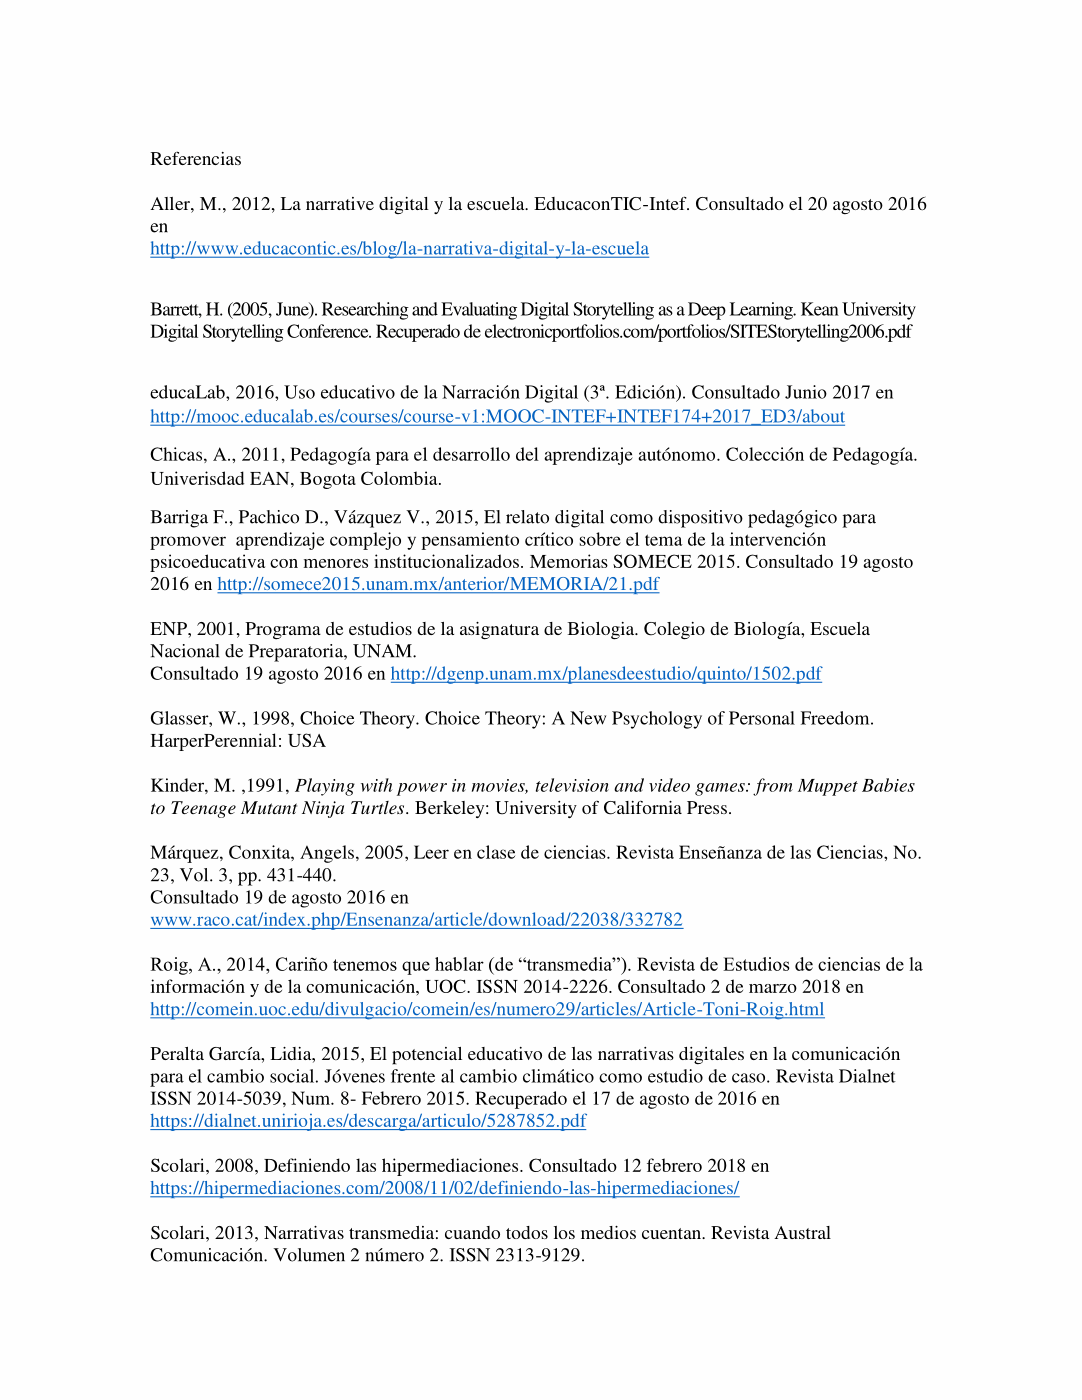 Referencias
Aller, M., 2012, La narrative digital y la escuela. EducaconTIC-Intef. Consultado el 20 agosto 2016
en
http://www.educacontic.es/blog/la-narrativa-digital-y-la-escuela
Barrett, H. (2005, June). Researching and Evaluating Digital Storytelling as a Deep Learning. Kean University
Digital Storytelling Conference. Recuperado de electronicportfolios.com/portfolios/SITEStorytelling2006.pdf
educaLab, 2016, Uso educativo de la Narración Digital (3ª. Edición). Consultado Junio 2017 en
http://mooc.educalab.es/courses/course-v1:MOOC-INTEF+INTEF174+2017_ED3/about
Chicas, A., 2011, Pedagogía para el desarrollo del aprendizaje autónomo. Colección de Pedagogía.
Univerisdad EAN, Bogota Colombia.
Barriga F., Pachico D., Vázquez V., 2015, El relato digital como dispositivo pedagógico para
promover  aprendizaje complejo y pensamiento crítico sobre el tema de la intervención
psicoeducativa con menores institucionalizados. Memorias SOMECE 2015. Consultado 19 agosto
2016 en http://somece2015.unam.mx/anterior/MEMORIA/21.pdf
ENP, 2001, Programa de estudios de la asignatura de Biologia. Colegio de Biología, Escuela
Nacional de Preparatoria, UNAM.
Consultado 19 agosto 2016 en http://dgenp.unam.mx/planesdeestudio/quinto/1502.pdf
Glasser, W., 1998, Choice Theory. Choice Theory: A New Psychology of Personal Freedom.
HarperPerennial: USA
Kinder, M. ,1991, Playing with power in movies, television and video games: from Muppet Babies
to Teenage Mutant Ninja Turtles. Berkeley: University of California Press.
Márquez, Conxita, Angels, 2005, Leer en clase de ciencias. Revista Enseñanza de las Ciencias, No.
23, Vol. 3, pp. 431-440.
Consultado 19 de agosto 2016 en
www.raco.cat/index.php/Ensenanza/article/download/22038/332782
Roig, A., 2014, Cariño tenemos que hablar (de “transmedia”). Revista de Estudios de ciencias de la
información y de la comunicación, UOC. ISSN 2014-2226. Consultado 2 de marzo 2018 en
http://comein.uoc.edu/divulgacio/comein/es/numero29/articles/Article-Toni-Roig.html
Peralta García, Lidia, 2015, El potencial educativo de las narrativas digitales en la comunicación
para el cambio social. Jóvenes frente al cambio climático como estudio de caso. Revista Dialnet
ISSN 2014-5039, Num. 8- Febrero 2015. Recuperado el 17 de agosto de 2016 en
https://dialnet.unirioja.es/descarga/articulo/5287852.pdf
Scolari, 2008, Definiendo las hipermediaciones. Consultado 12 febrero 2018 en
https://hipermediaciones.com/2008/11/02/definiendo-las-hipermediaciones/
Scolari, 2013, Narrativas transmedia: cuando todos los medios cuentan. Revista Austral
Comunicación. Volumen 2 número 2. ISSN 2313-9129.